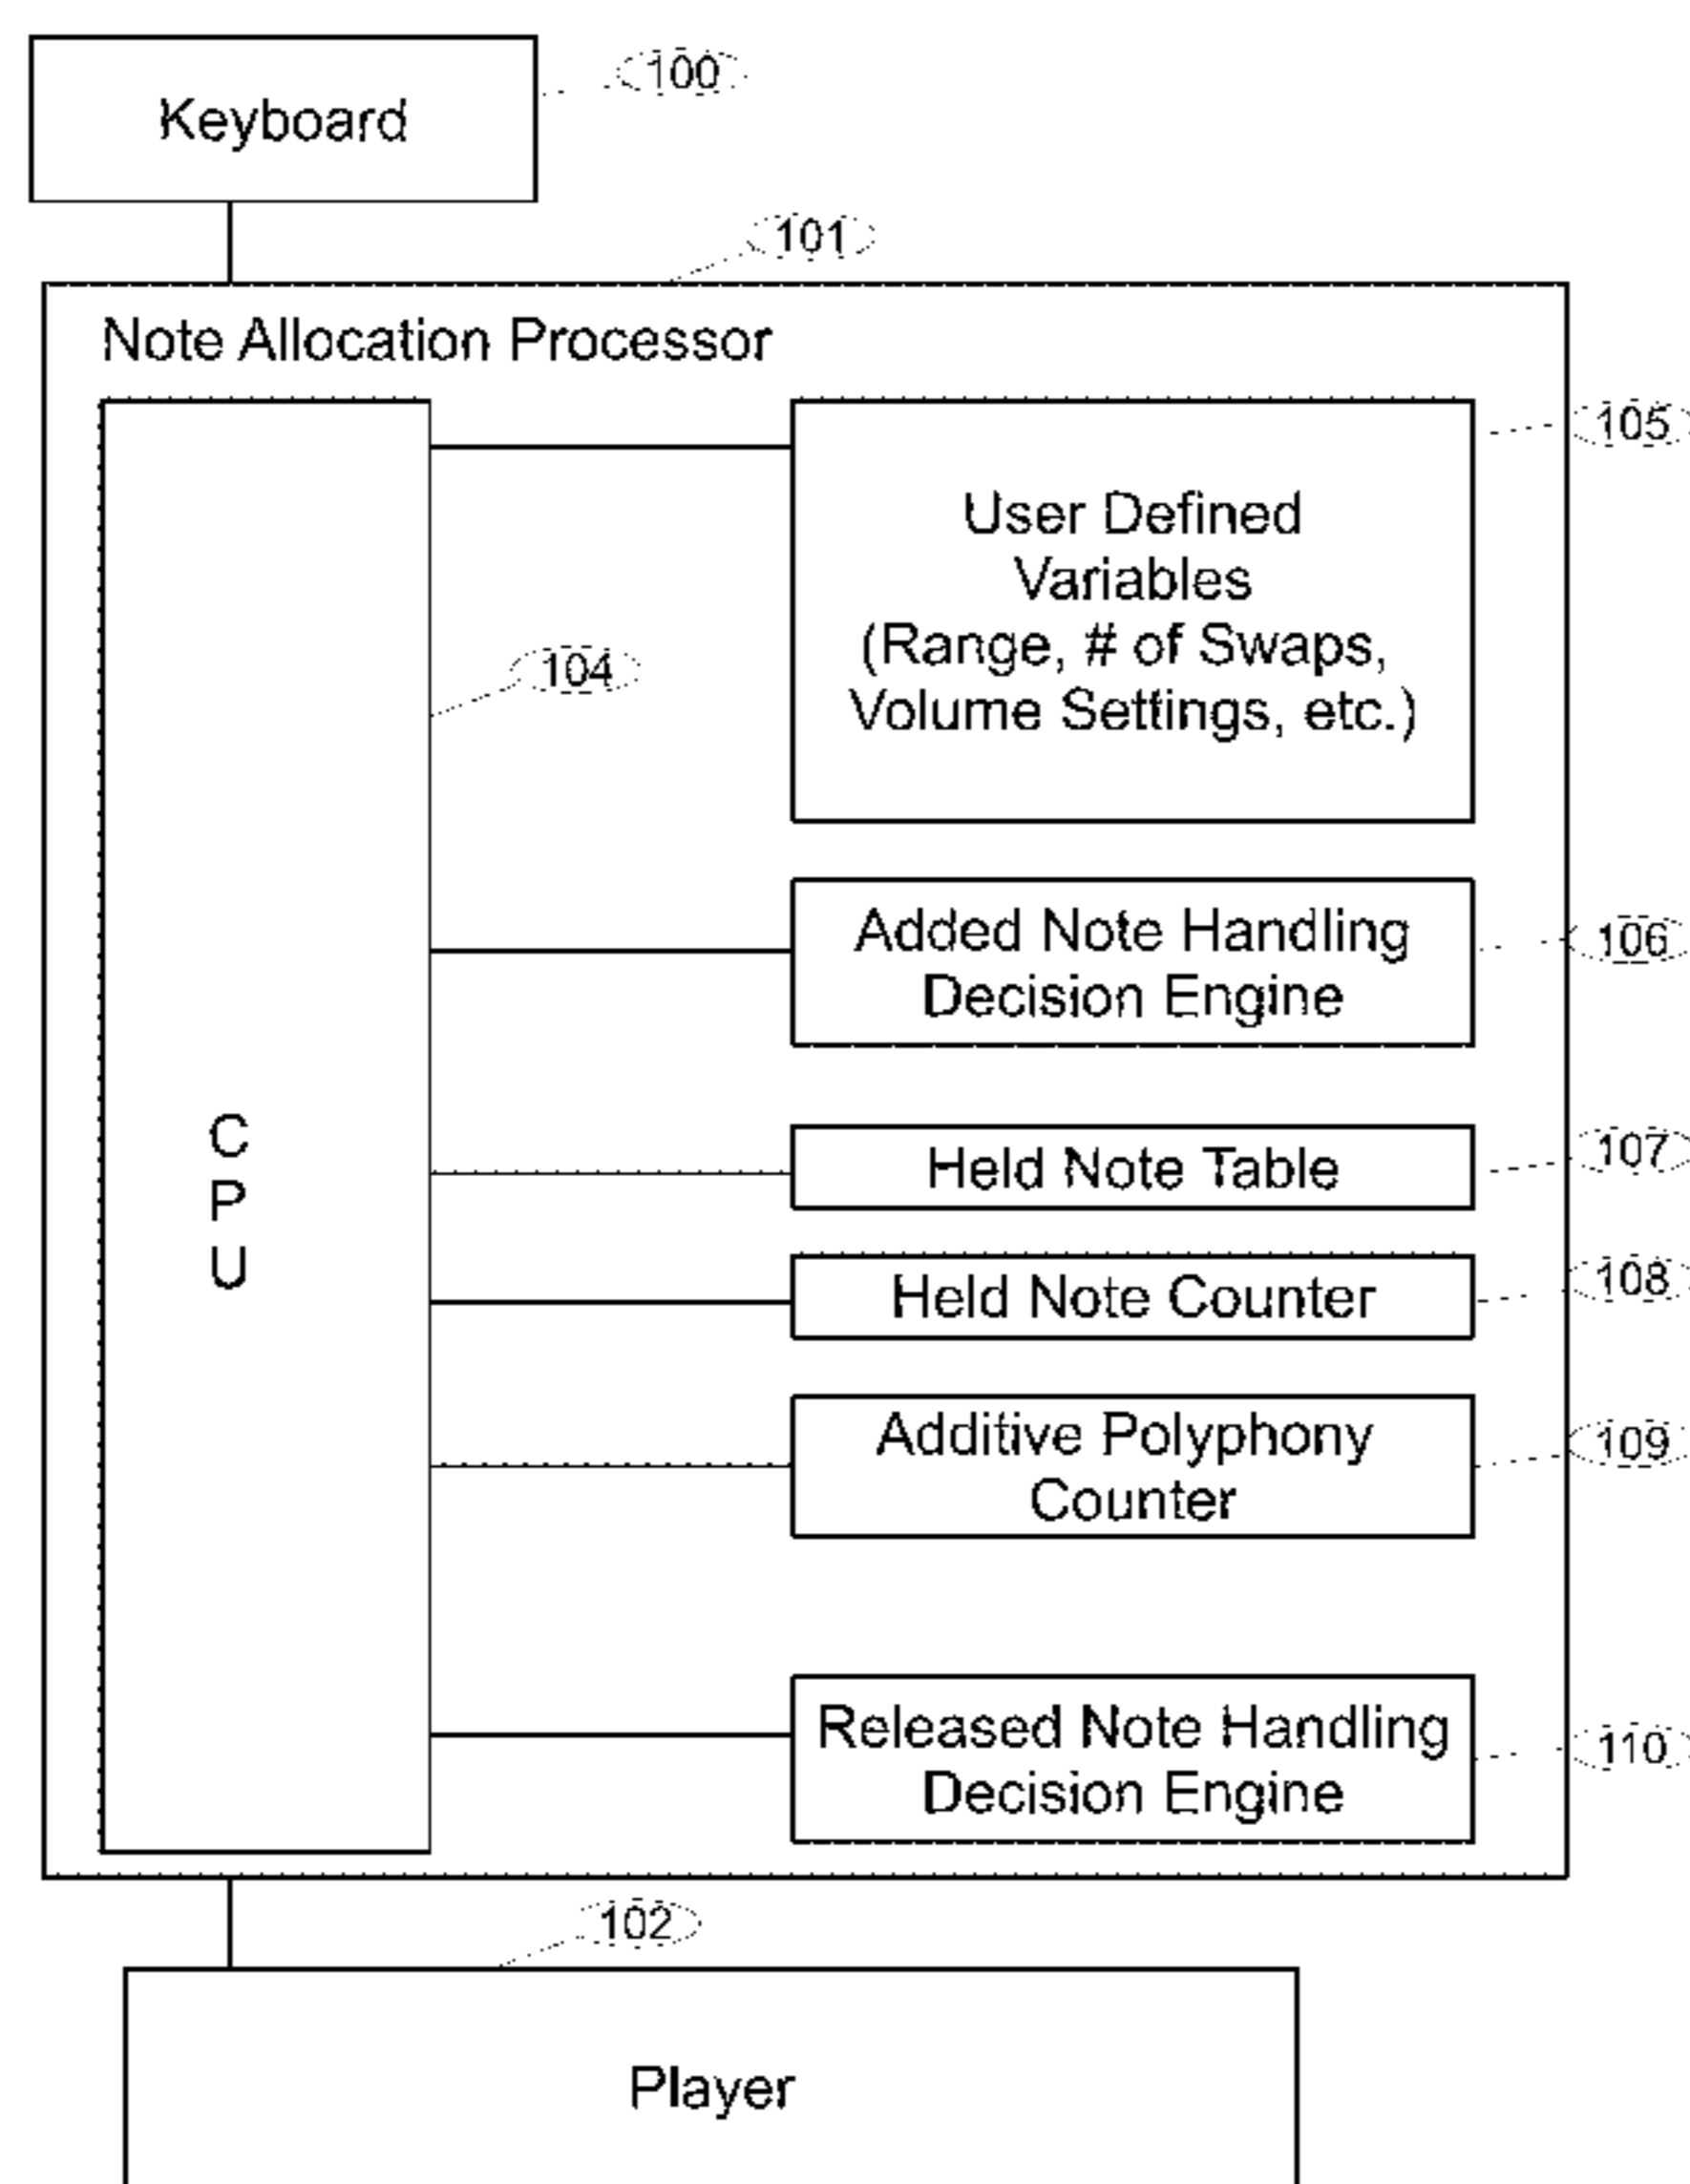 Keyboard
100
101
Note Allocation Processor
105
User Defined
Variables
(Range, # of Swaps,
Volume Settings, etc.)
104
106
Added Note Handling
Decision Engine
C
P
U
107
Held Note Table
108
Held Note Counter
109
Additive Polyphony
Counter
110
Released Note Handling
Decision Engine
102
Player